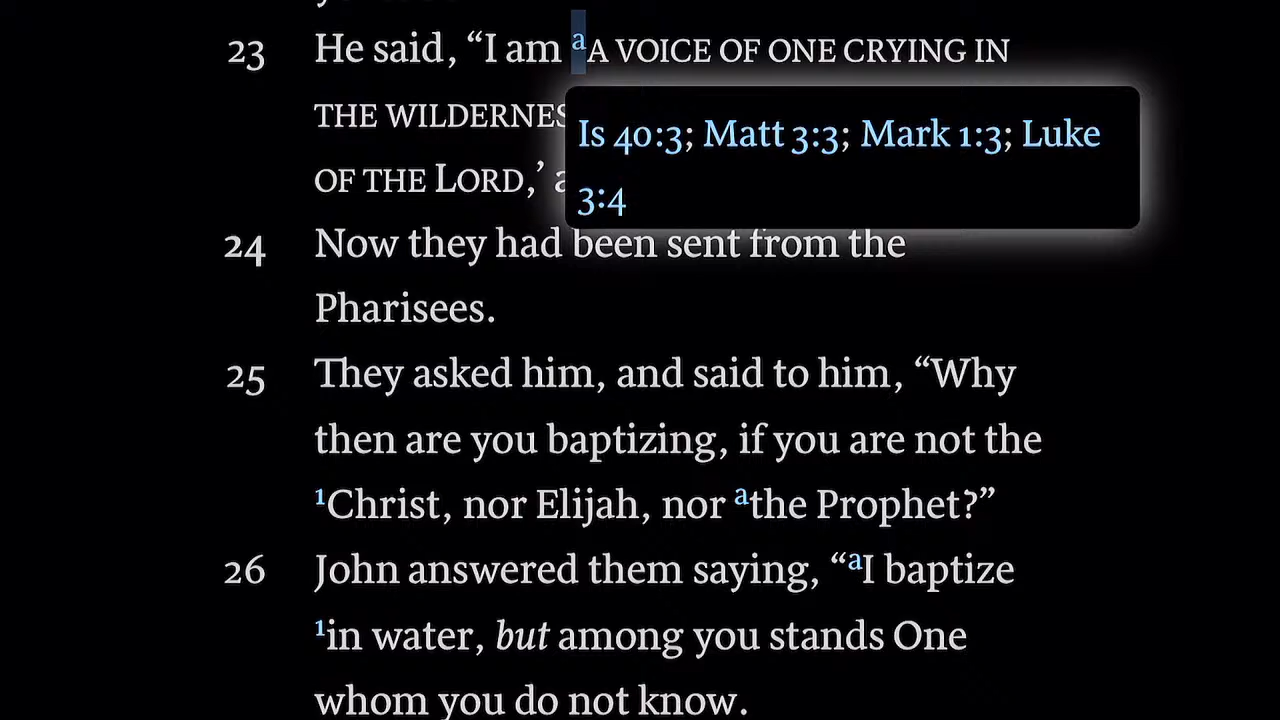 23 He said, “I am aA VOICE OF ONE CRYING IN
THE WILDERNES
Is 40:3; Matt 3:3; Mark 1:3; Luke
OF THE LORD,’ a
3:4
24 Now they had been sent from the
Pharisees.
25 They asked him, and said to him, “Why
then are you baptizing, if you are not the
1Christ, nor Elijah, nor athe Prophet?”
26 John answered them saying, “aI baptize
1in water, but among you stands One
whom you do not know.